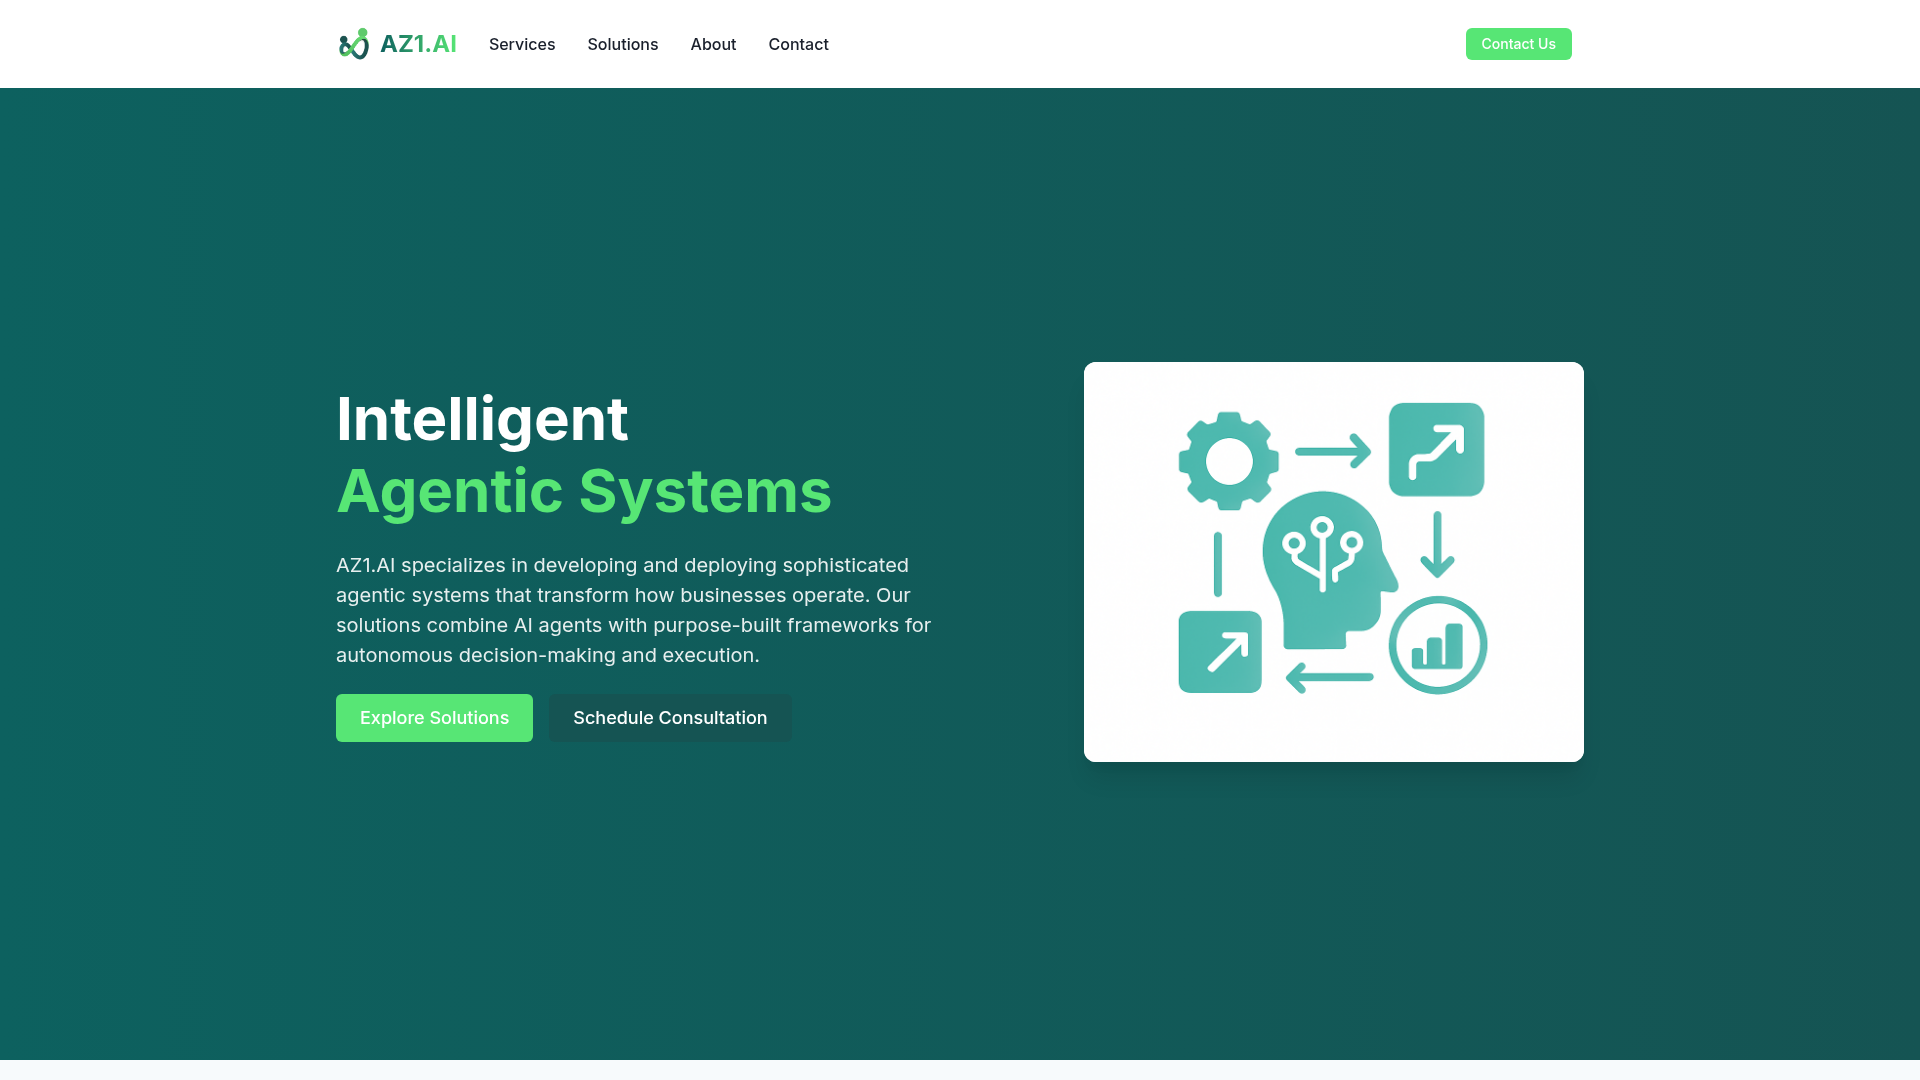 AZ1.AI
Services
Solutions
About
Contact
Contact Us
Intelligent
Agentic Systems
AZ1.AI specializes in developing and deploying sophisticated
agentic systems that transform how businesses operate. Our
solutions combine AI agents with purpose-built frameworks for
autonomous decision-making and execution.
Explore Solutions
Schedule Consultation